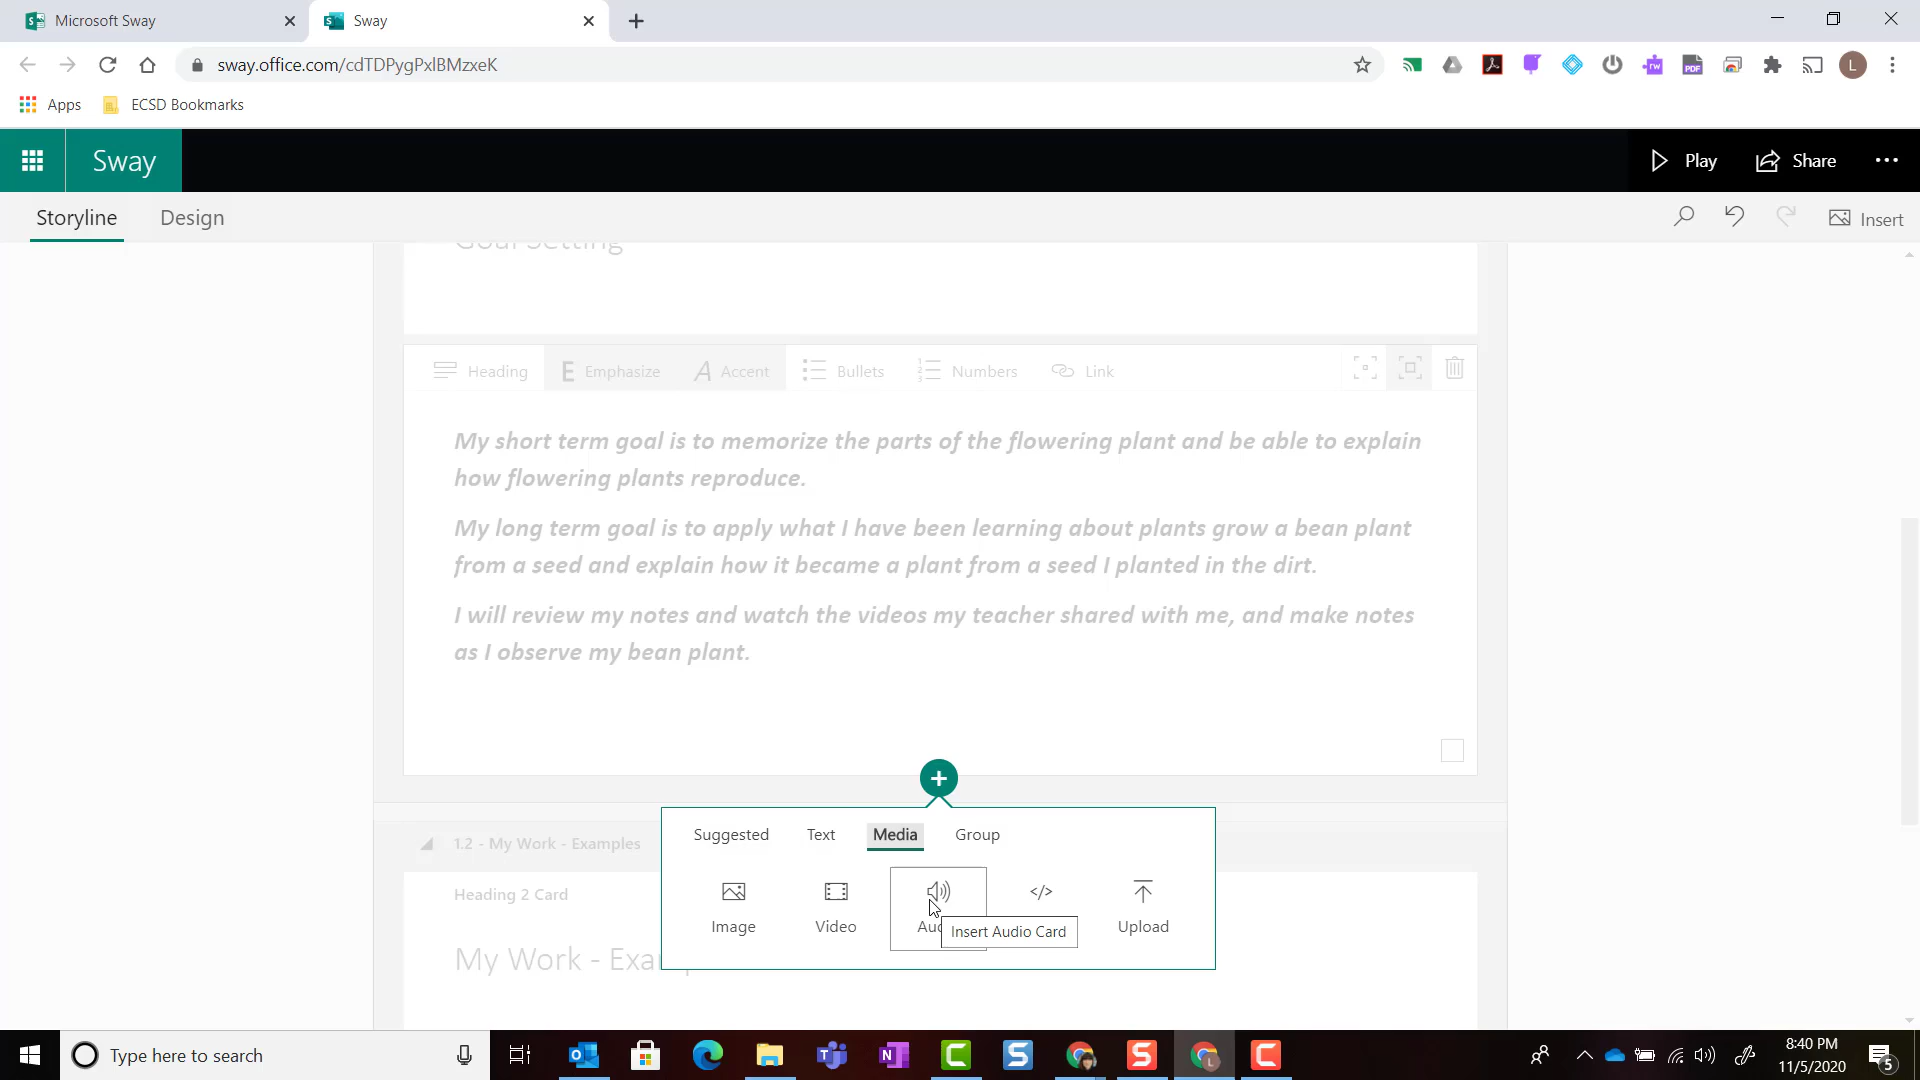 Microsoft Sway
Sway
sway.office.com/cdTDPygPxlBMzxeK
Apps
ECSD Bookmarks
Sway
Play
Share
Storyline
Design
Insert
Goal Setting
Heading
Emphasize
Accent
Bullets
Numbers
Link
My short term goal is to memorize the parts of the flowering plant and be able to explain
how flowering plants reproduce.
My long term goal is to apply what I have been learning about plants grow a bean plant
from a seed and explain how it became a plant from a seed I planted in the dirt.
I will review my notes and watch the videos my teacher shared with me, and make notes
as I observe my bean plant.
Suggested
Text
Media
Group
1.2 - My Work - Examples
Heading 2 Card
Image
Video
Insert Audio Card
Upload
My Work - Exa
Type here to search
8:40 PM
11/5/2020
5